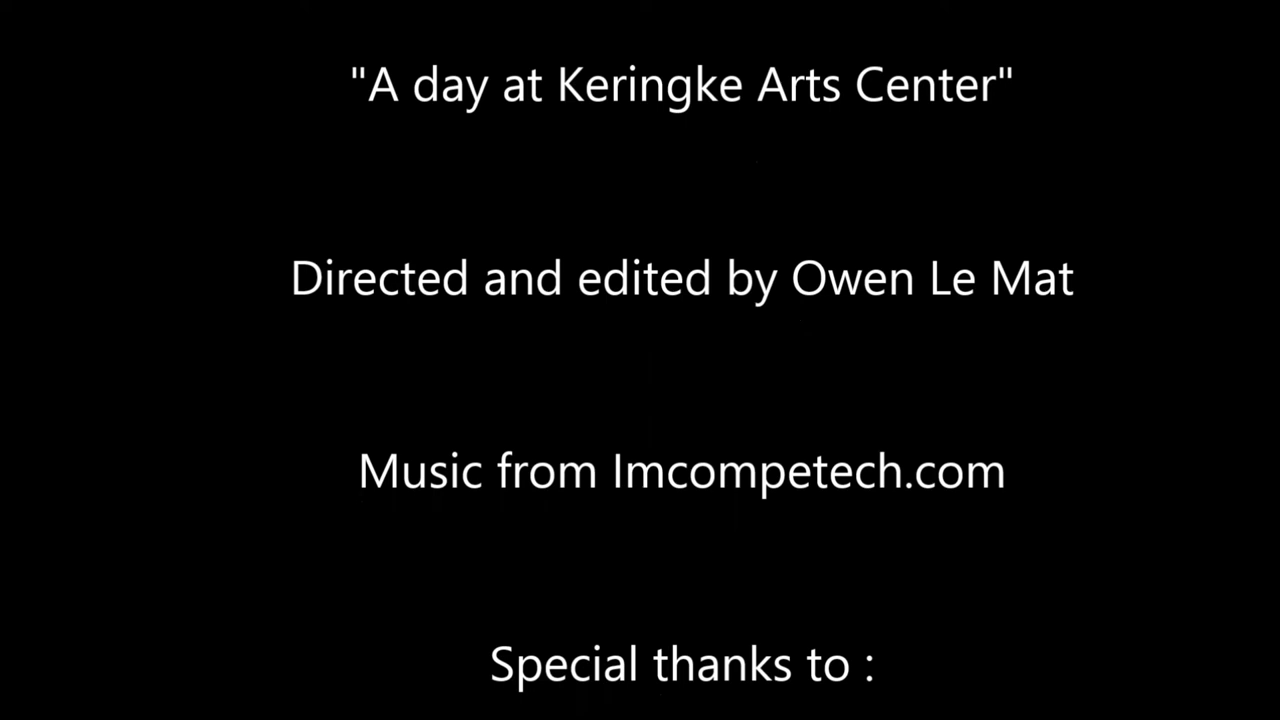 "A day at Keringke Arts Center"
Directed and edited by Owen Le Mat
Music from Imcompetech.com
Special thanks to :